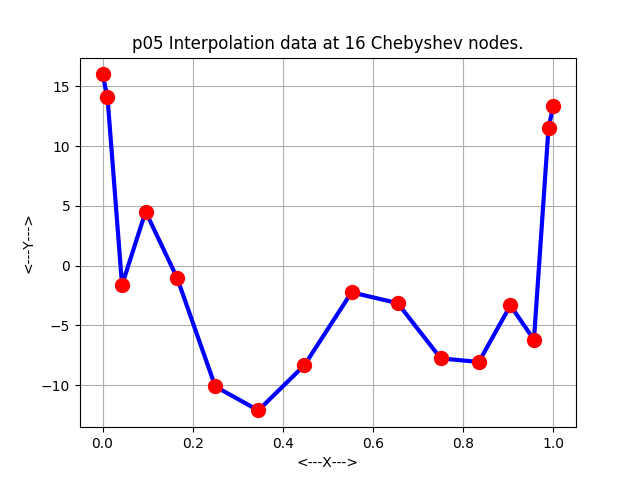 p05 Interpolation data at 16 Chebyshev nodes.
15
10
5
0
−5
−10
<---Y--->
0.0 0.2 0.4 0.6 0.8 1.0
<---X--->